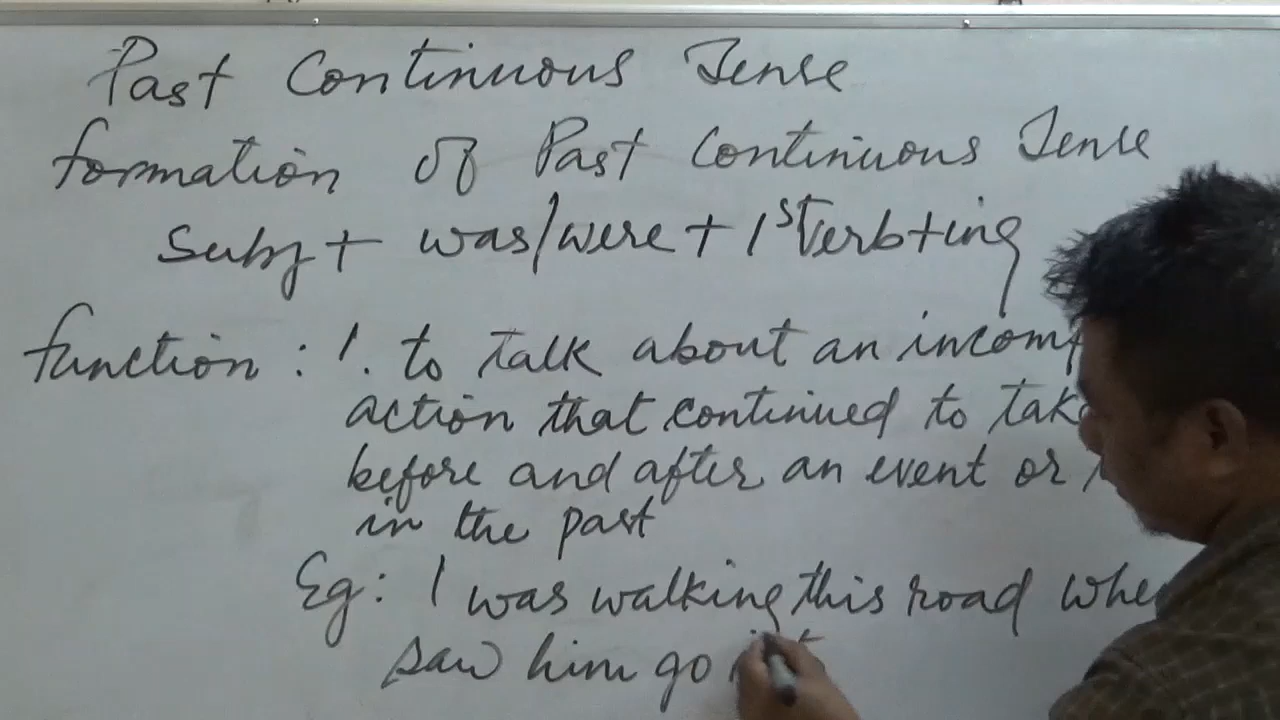 Past Continuous Tense
formation of Past Continuous Tense
Subj + was/were + 1st Verb+ing
function : 1. to talk about an incomp
action that continued to take
before and after an event or
in the past
Eg: I was walking this road whe
saw him go